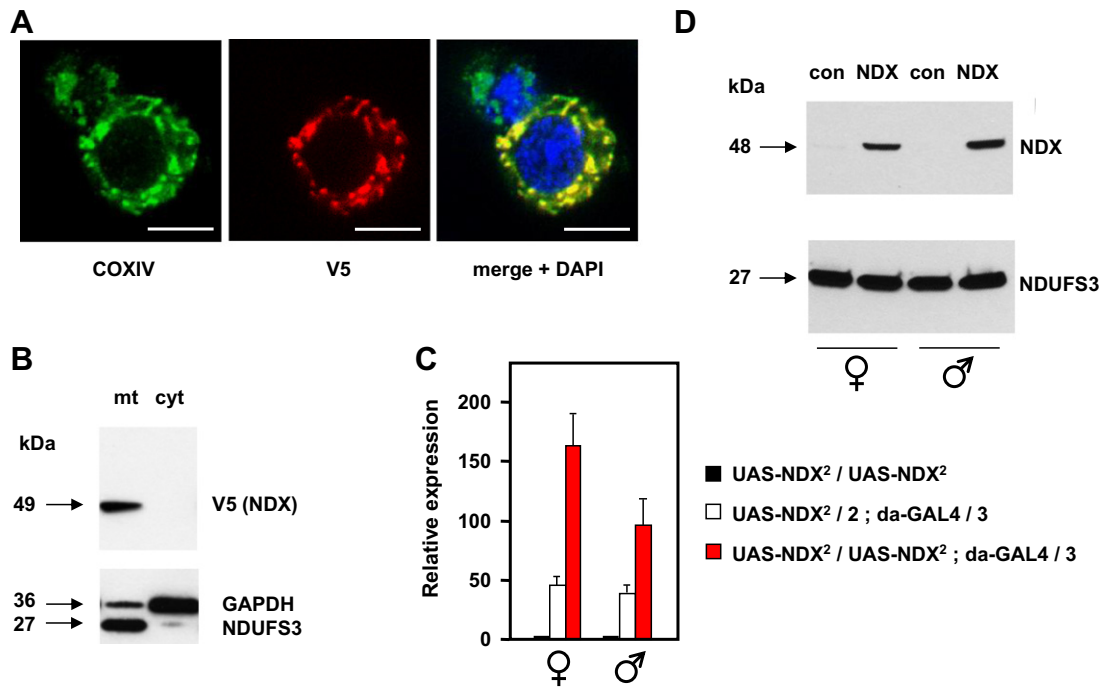 A
COXIV
V5
merge + DAPI
B
mt cyt
kDa
49
V5 (NDX)
36
GAPDH
27
NDUFS3
C
Relative expression
200
150
100
50
0
♀ ♂
UAS-NDX² / UAS-NDX²
UAS-NDX² / 2 ; da-GAL4 / 3
UAS-NDX² / UAS-NDX² ; da-GAL4 / 3
D
con NDX con NDX
kDa
48
NDX
27
NDUFS3
♀ ♂